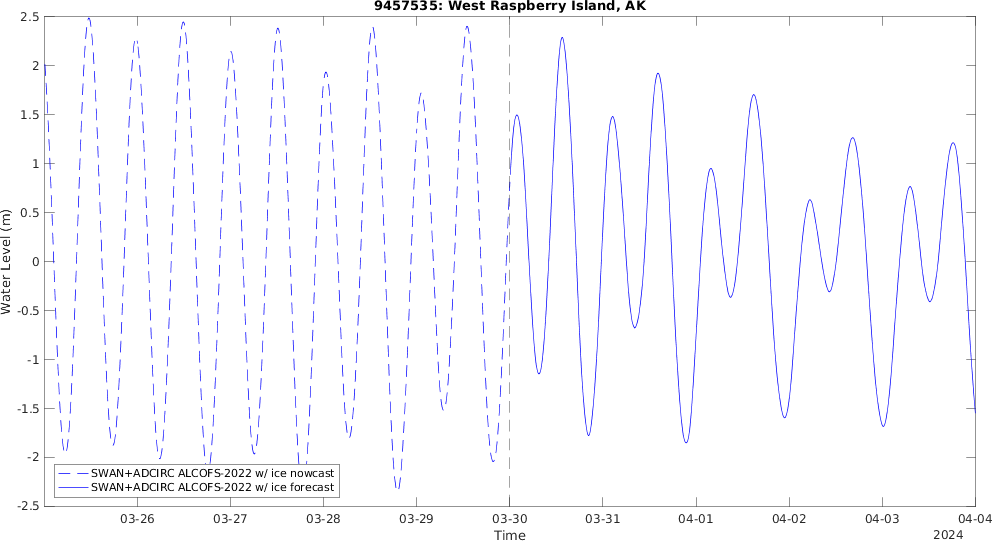 9457535: West Raspberry Island, AK
Water Level (m)
2.5
2
1.5
1
0.5
0
-0.5
-1
-1.5
-2
-2.5
SWAN+ADCIRC ALCOFS-2022 w/ ice nowcast
SWAN+ADCIRC ALCOFS-2022 w/ ice forecast
03-26 03-27 03-28 03-29 03-30 03-31 04-01 04-02 04-03 04-04
Time
2024